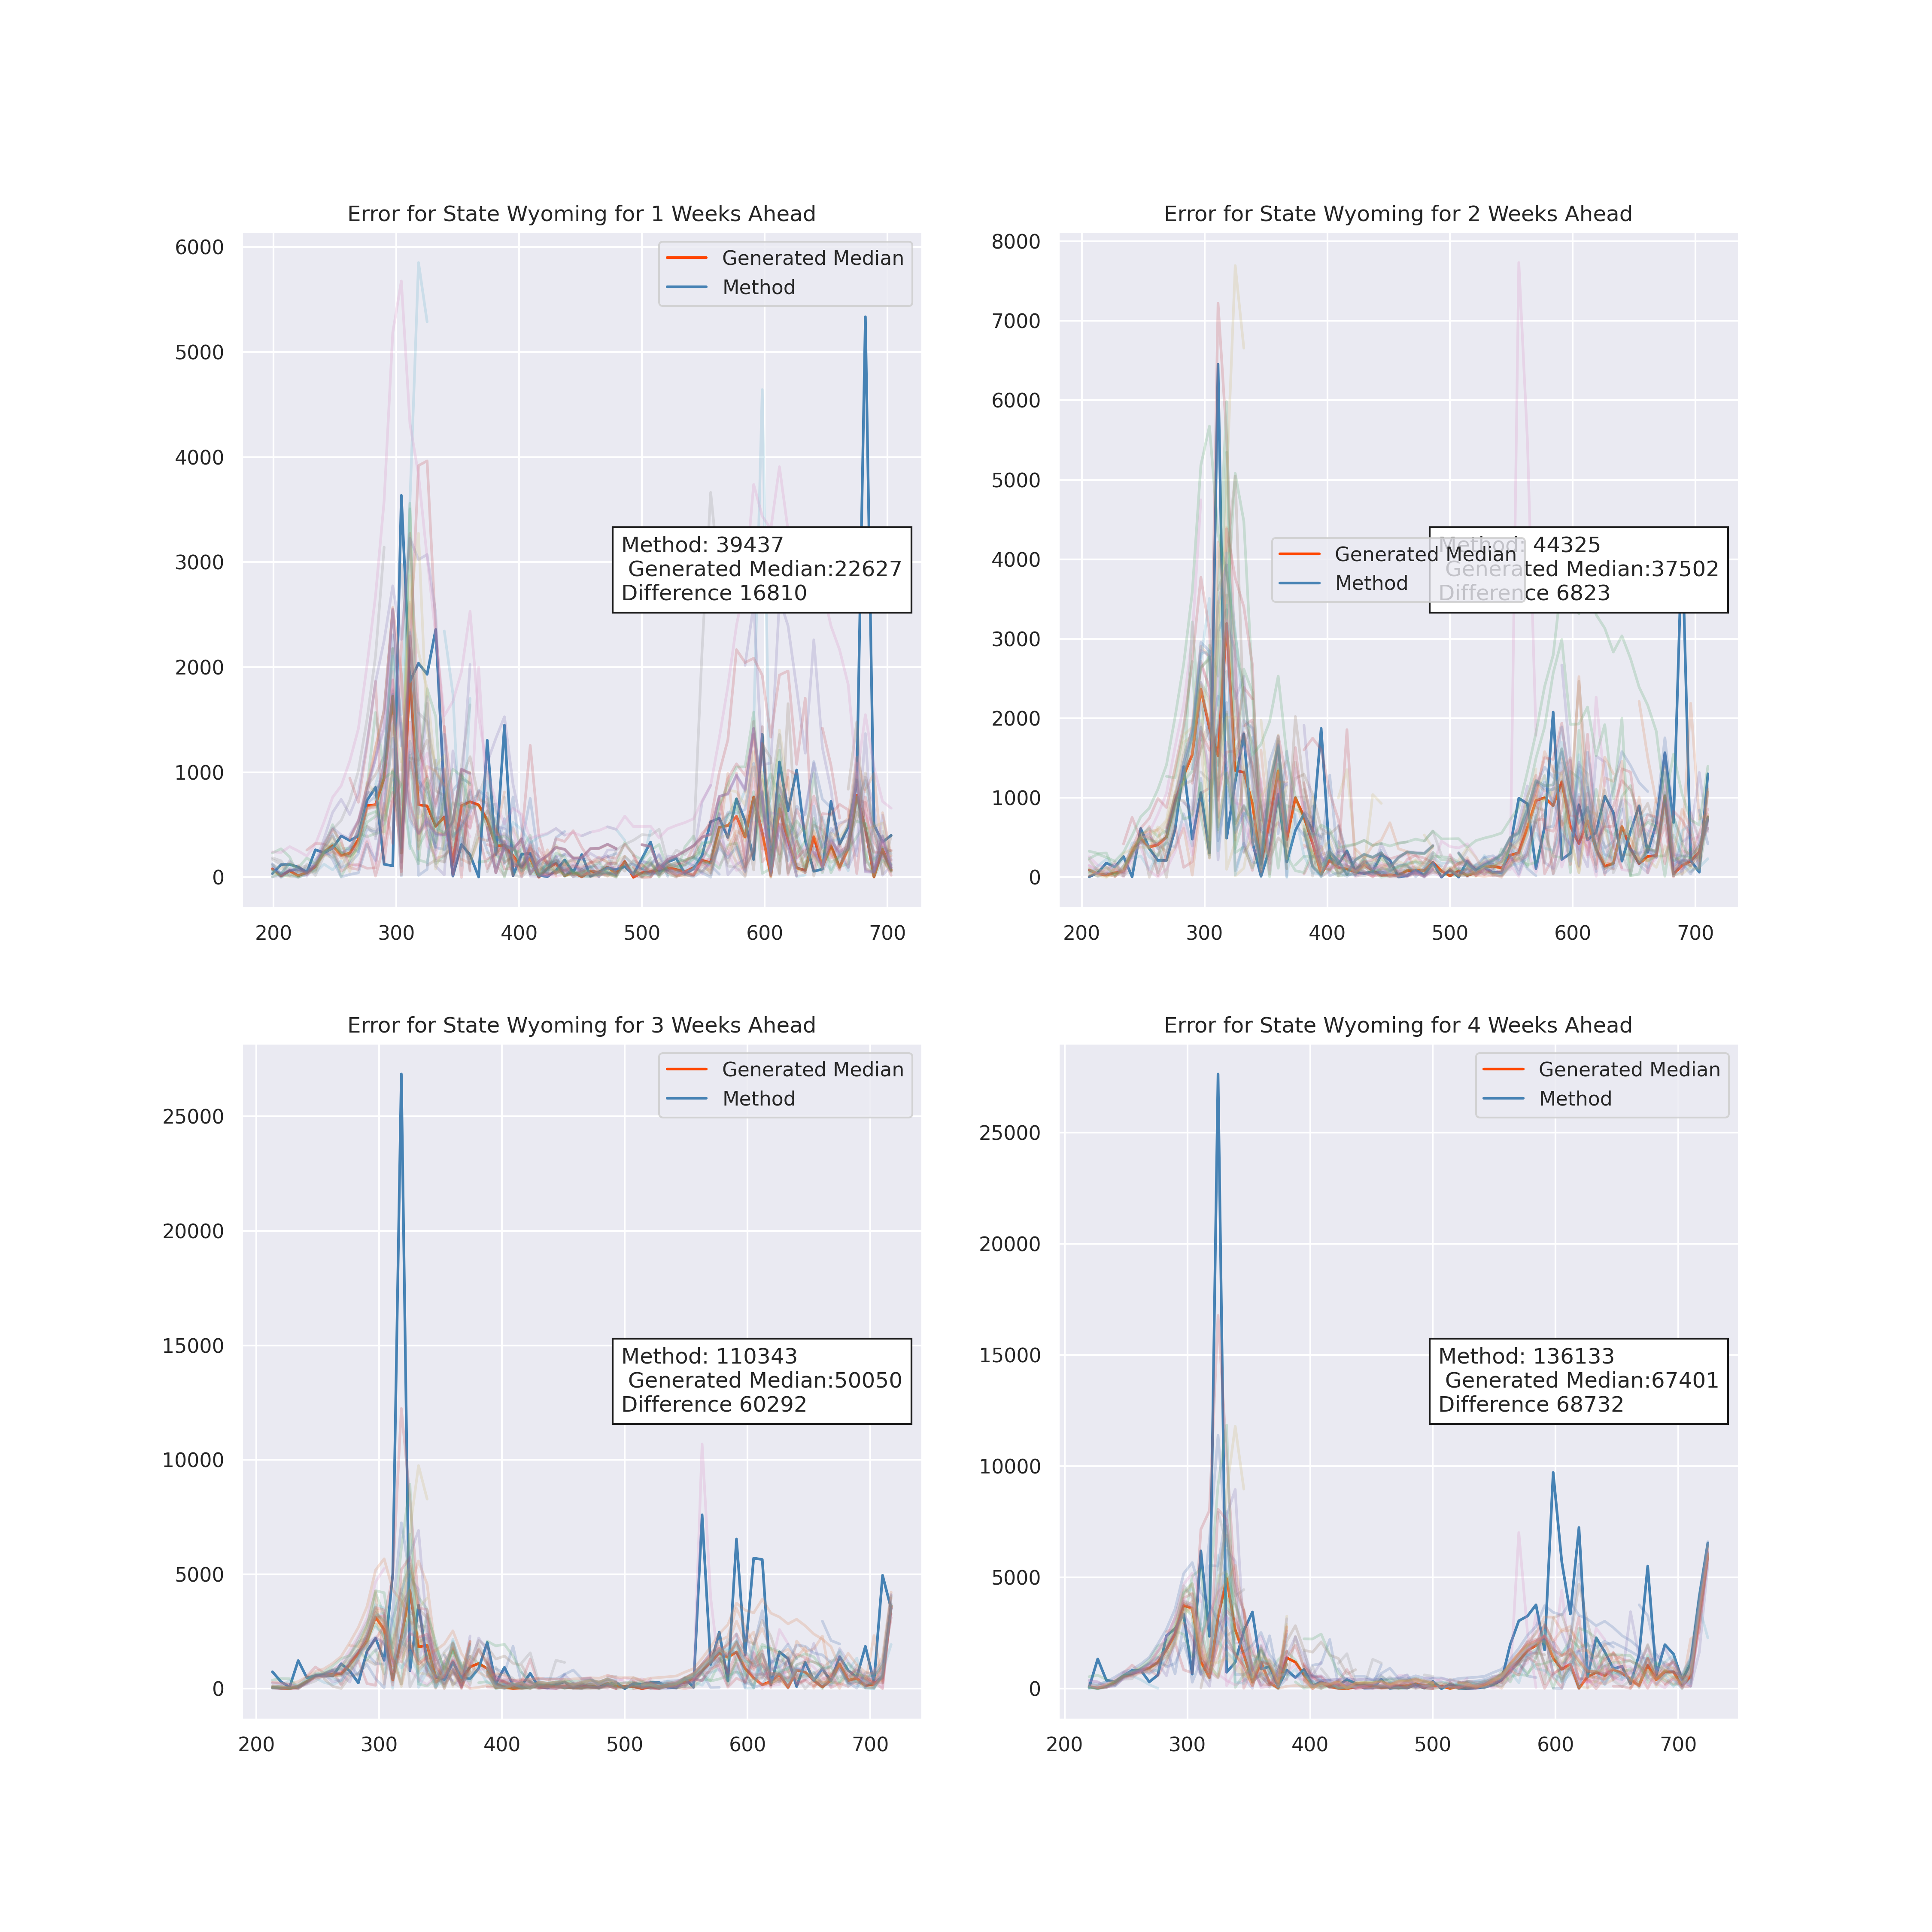 Error for State Wyoming for 1 Weeks Ahead
6000
5000
4000
3000
2000
1000
0
200 300 400 500 600 700
Generated Median
Method
Method: 39437
Generated Median:22627
Difference 16810
Error for State Wyoming for 2 Weeks Ahead
8000
7000
6000
5000
4000
3000
2000
1000
0
200 300 400 500 600 700
Generated Median
Method
Method: 44325
Generated Median:37502
Difference 6823
Error for State Wyoming for 3 Weeks Ahead
25000
20000
15000
10000
5000
0
200 300 400 500 600 700
Generated Median
Method
Method: 110343
Generated Median:50050
Difference 60292
Error for State Wyoming for 4 Weeks Ahead
25000
20000
15000
10000
5000
0
200 300 400 500 600 700
Generated Median
Method
Method: 136133
Generated Median:67401
Difference 68732